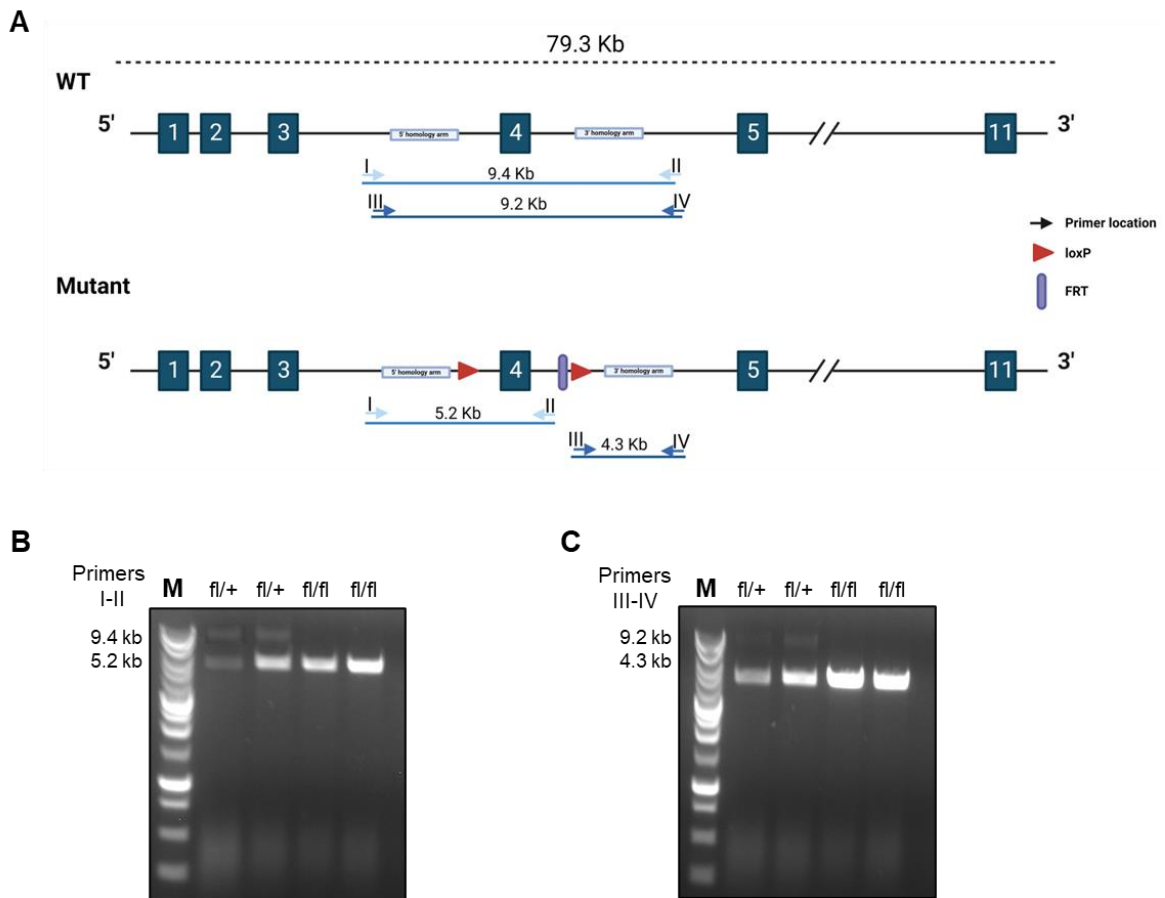 A
79.3 Kb
WT
5' 1 2 3 5' homology arm 4 3' homology arm 5 11 3'
I 9.4 Kb II
III 9.2 Kb IV
Primer location
loxP
FRT
Mutant
5' 1 2 3 5' homology arm 4 3' homology arm 5 11 3'
I 5.2 Kb II
III 4.3 Kb IV
B
Primers
I-II
M fl/+ fl/+ fl/fl fl/fl
9.4 kb
5.2 kb
C
Primers
III-IV
M fl/+ fl/+ fl/fl fl/fl
9.2 kb
4.3 kb